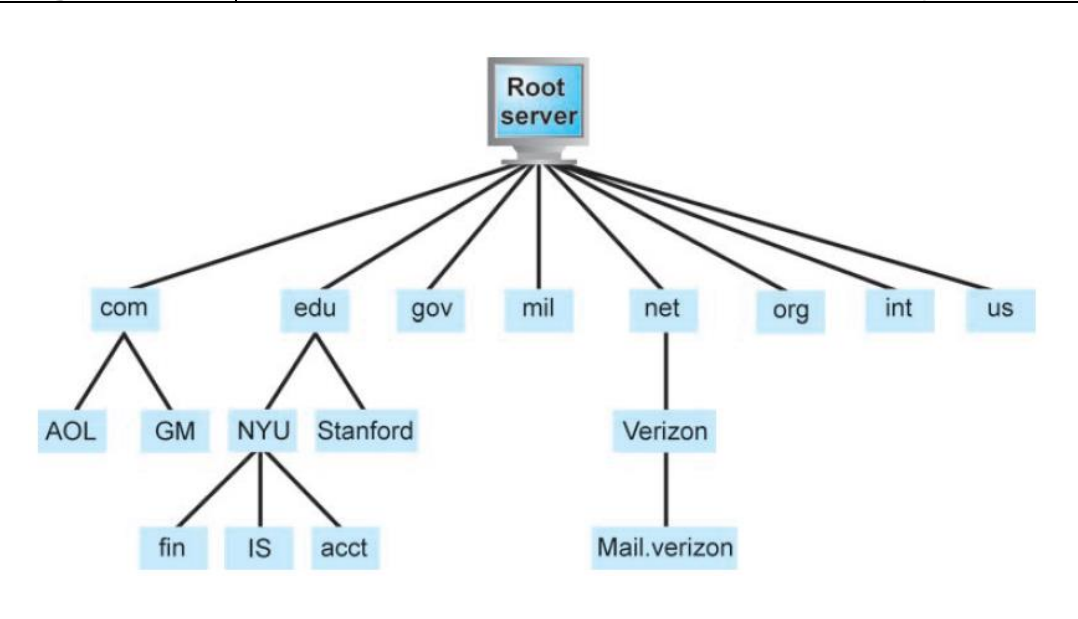 Root
server
com
edu
gov
mil
net
org
int
us
AOL
GM
NYU
Stanford
Verizon
fin
IS
acct
Mail.verizon